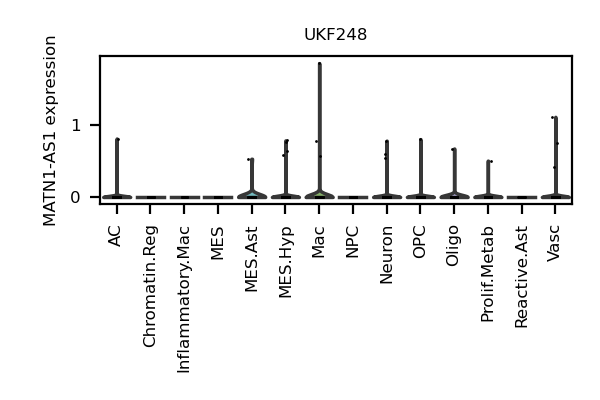 UKF248
MATN1-AS1 expression
1
0
AC
Chromatin.Reg
Inflammatory.Mac
MES
MES.Ast
MES.Hyp
Mac
NPC
Neuron
OPC
Oligo
Prolif.Metab
Reactive.Ast
Vasc